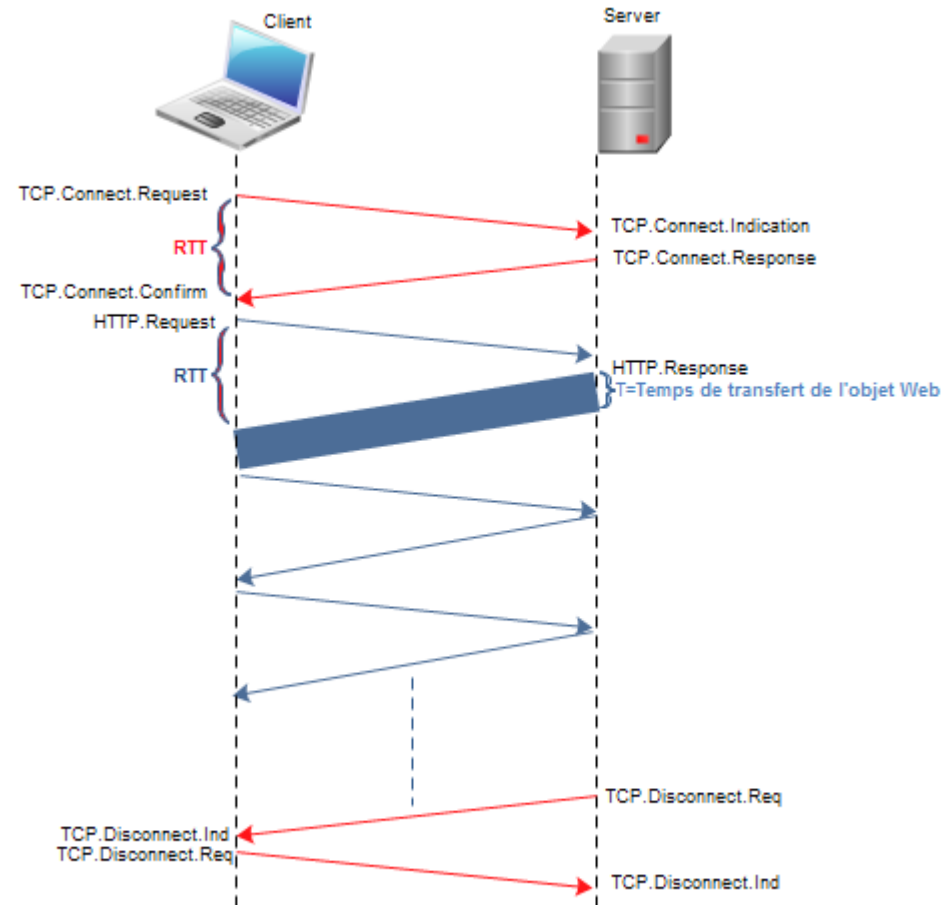 Client
Server
TCP.Connect.Request
TCP.Connect.Indication
RTT
TCP.Connect.Response
TCP.Connect.Confirm
HTTP.Request
HTTP.Response
RTT
T=Temps de transfert de l'objet Web
TCP.Disconnect.Req
TCP.Disconnect.Ind
TCP.Disconnect.Req
TCP.Disconnect.Ind